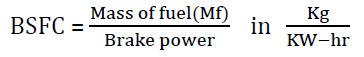 BSFC = Mass of fuel(Mf) / Brake power in Kg / KW−hr